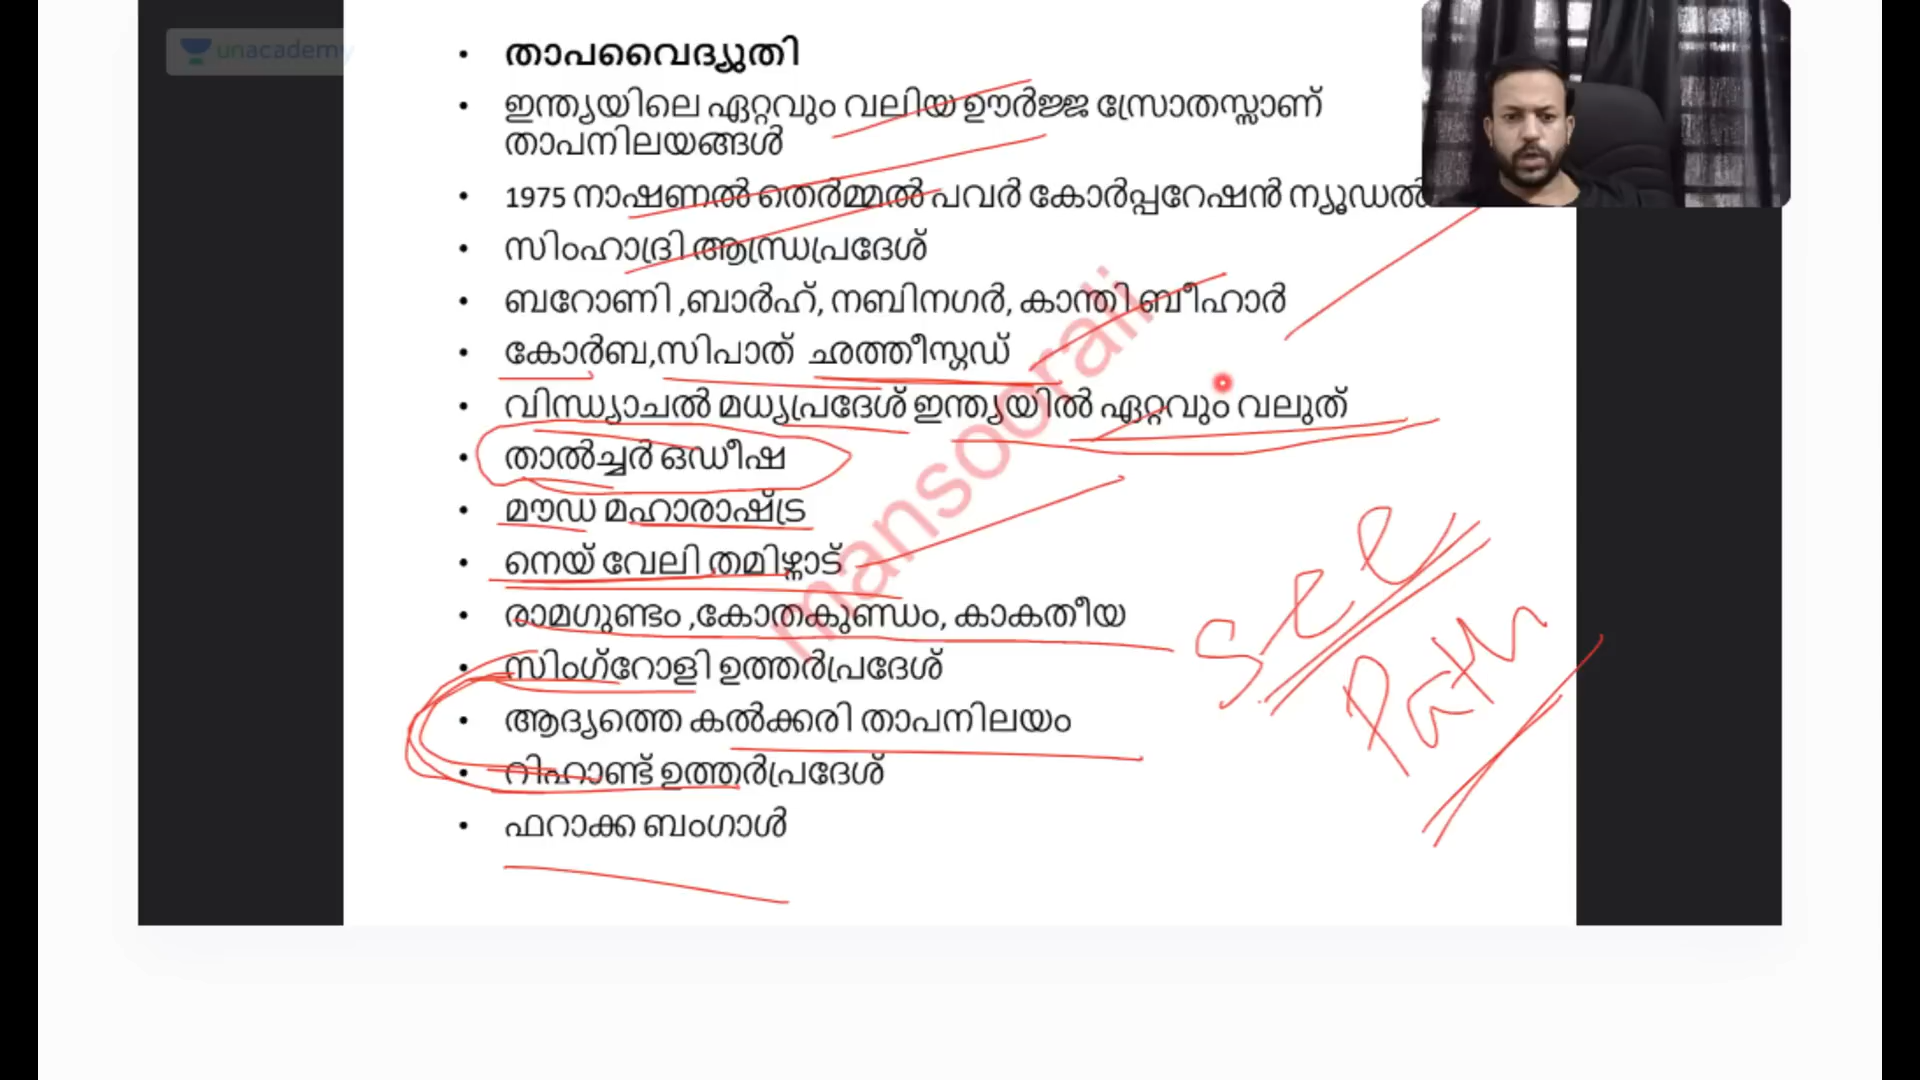 unacademy
താപവൈദ്യുതി
ഇന്ത്യയിലെ ഏറ്റവും വലിയ ഊർജ്ജ സ്രോതസ്സാണ്
താപനിലയങ്ങൾ
1975 നാഷണൽ തെർമ്മൽ പവർ കോർപ്പറേഷൻ ന്യൂഡൽ
സിംഹാദ്രി ആന്ധ്രപ്രദേശ്
ബറോണി ,ബാർഹ്, നബിനഗർ, കാന്തി ബീഹാർ
കോർബ,സിപാത് ഛത്തീസ്ഗഡ്
വിന്ധ്യാചൽ മധ്യപ്രദേശ് ഇന്ത്യയിൽ ഏറ്റവും വലുത്
താൽച്ചർ ഒഡീഷ
മൗഡ മഹാരാഷ്ട്ര
നെയ് വേലി തമിഴ്നാട്
രാമഗുണ്ടം ,കോതകുണ്ഡം, കാകതീയ
സിംഗ്റോളി ഉത്തർപ്രദേശ്
ആദ്യത്തെ കൽക്കരി താപനിലയം
റിഹാണ്ട് ഉത്തർപ്രദേശ്
ഫറാക്ക ബംഗാൾ
mansoorali
See
Path